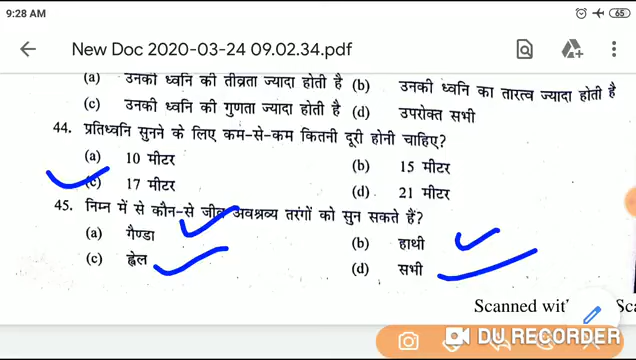 9:28 AM
65
New Doc 2020-03-24 09.02.34.pdf
(a) उनकी ध्वनि की तीव्रता ज्यादा होती है (b) उनकी ध्वनि का तारत्व ज्यादा होती है
(c) उनकी ध्वनि की गुणता ज्यादा होती है (d) उपरोक्त सभी
44. प्रतिध्वनि सुनने के लिए कम-से-कम कितनी दूरी होनी चाहिए?
(a) 10 मीटर (b) 15 मीटर
(c) 17 मीटर (d) 21 मीटर
45. निम्न में से कौन-से जीव अवश्रव्य तरंगों को सुन सकते हैं?
(a) गैण्डा (b) हाथी
(c) ह्वेल (d) सभी
Scanned wit
DU RECORDER